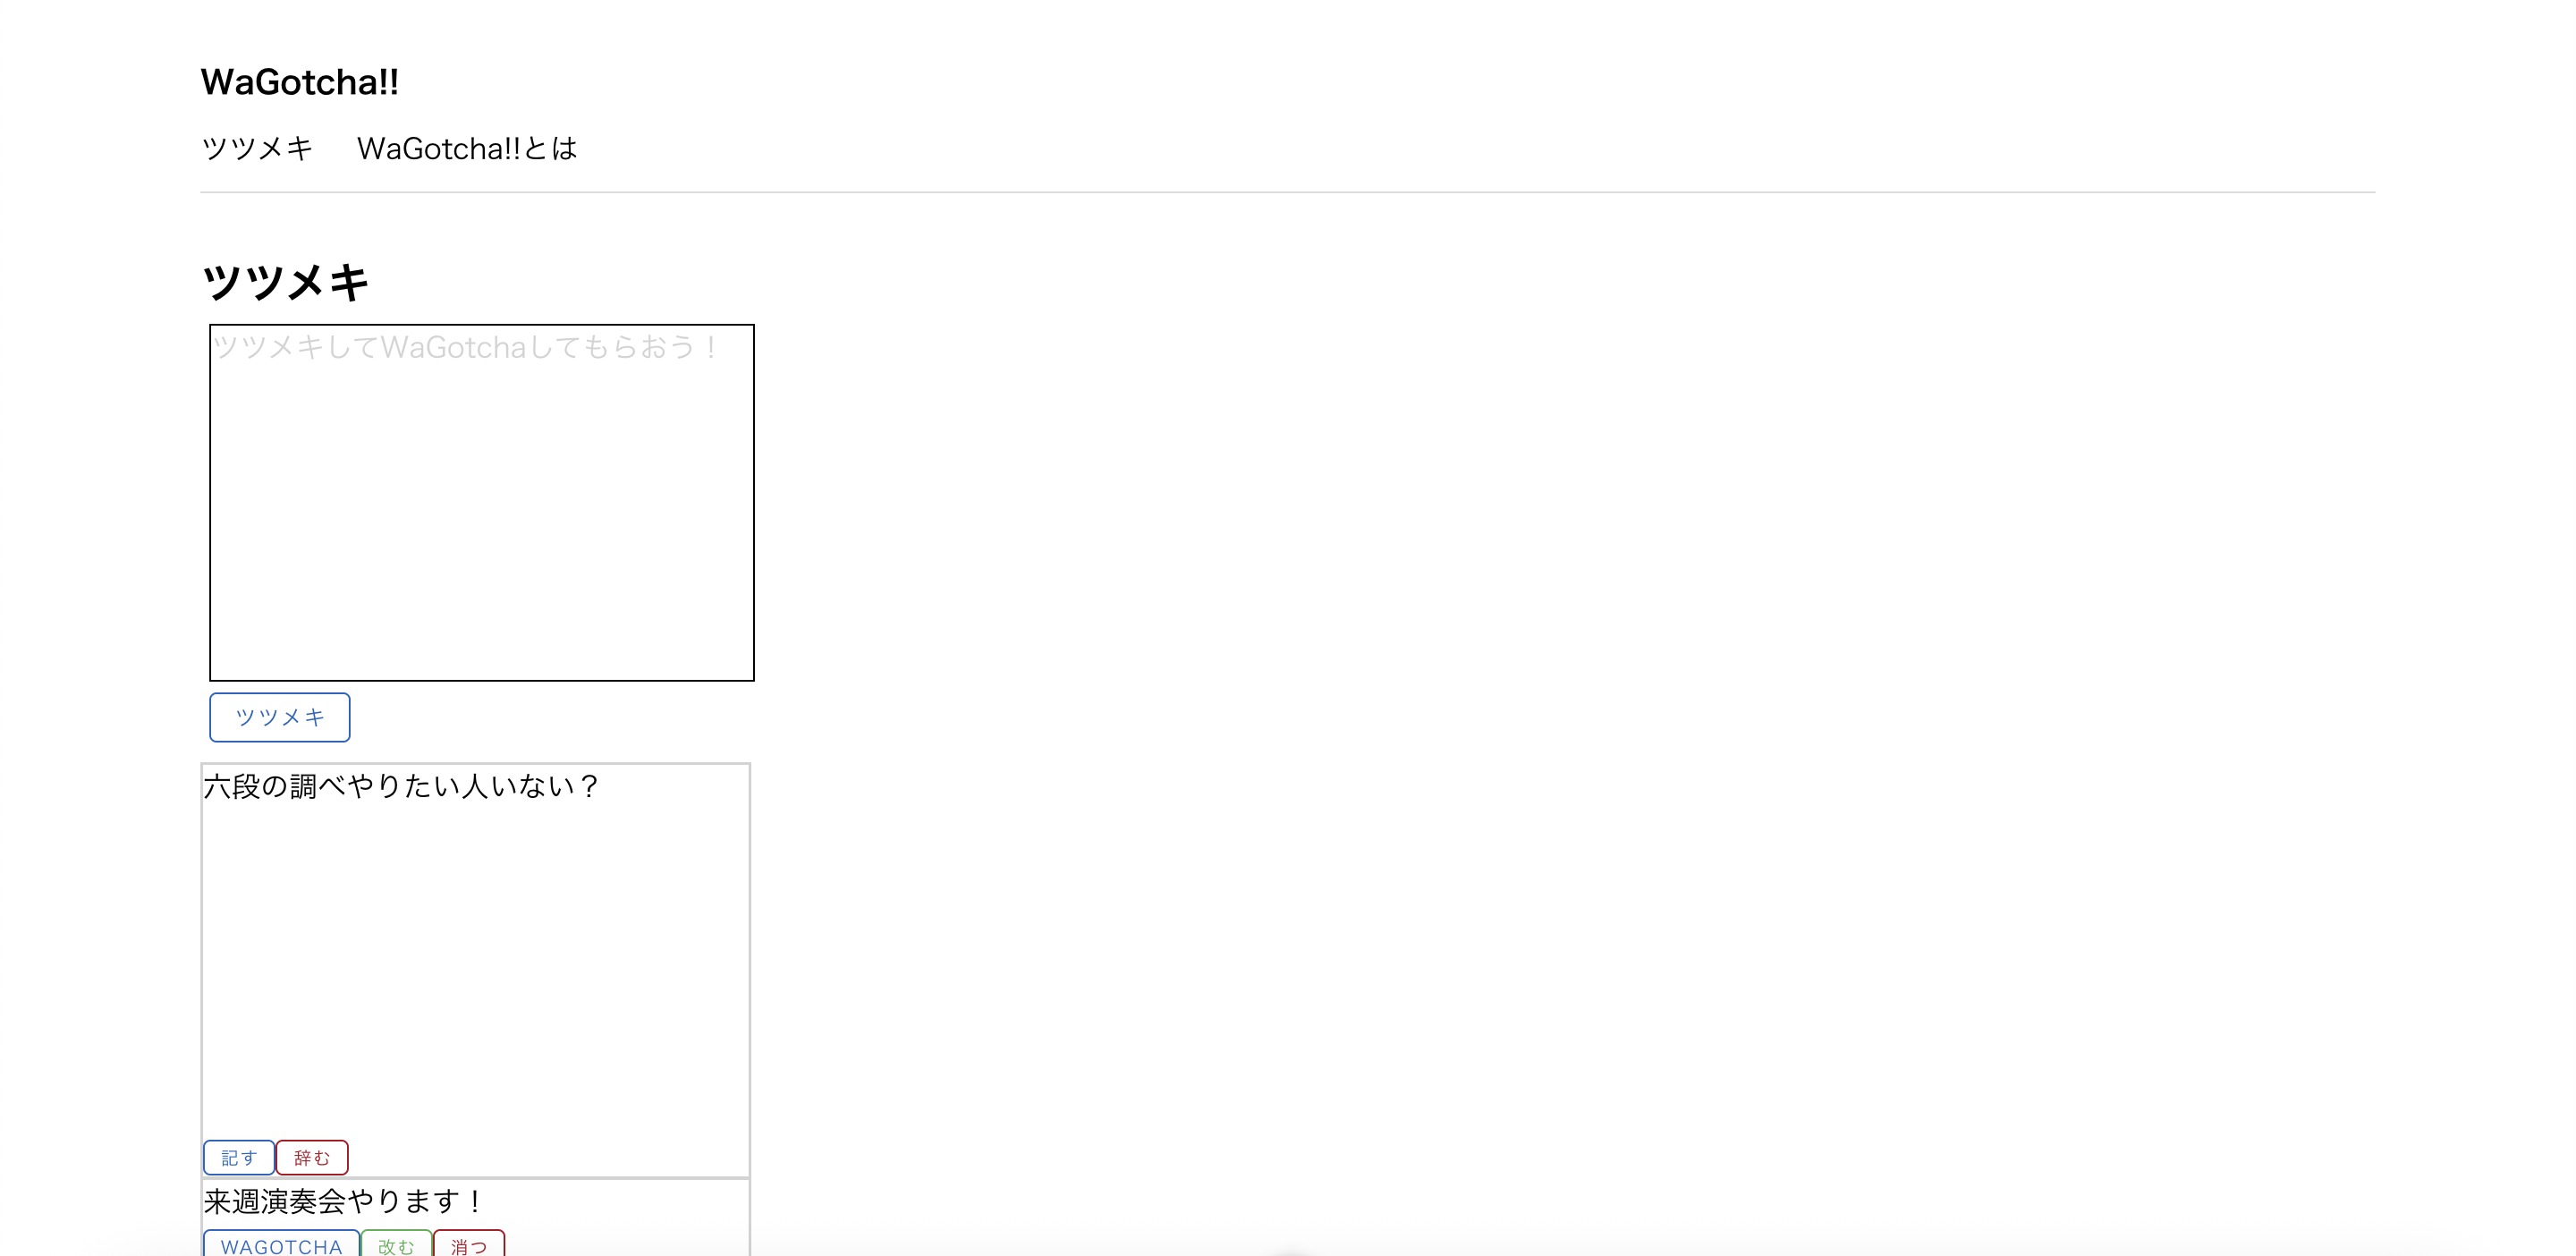 WaGotcha!!
ツツメキ WaGotcha!!とは
ツツメキ
ツツメキしてWaGotchaしてもらおう！
ツツメキ
六段の調べやりたい人いない？
記す 辞む
来週演奏会やります！
WAGOTCHA 改む 消つ